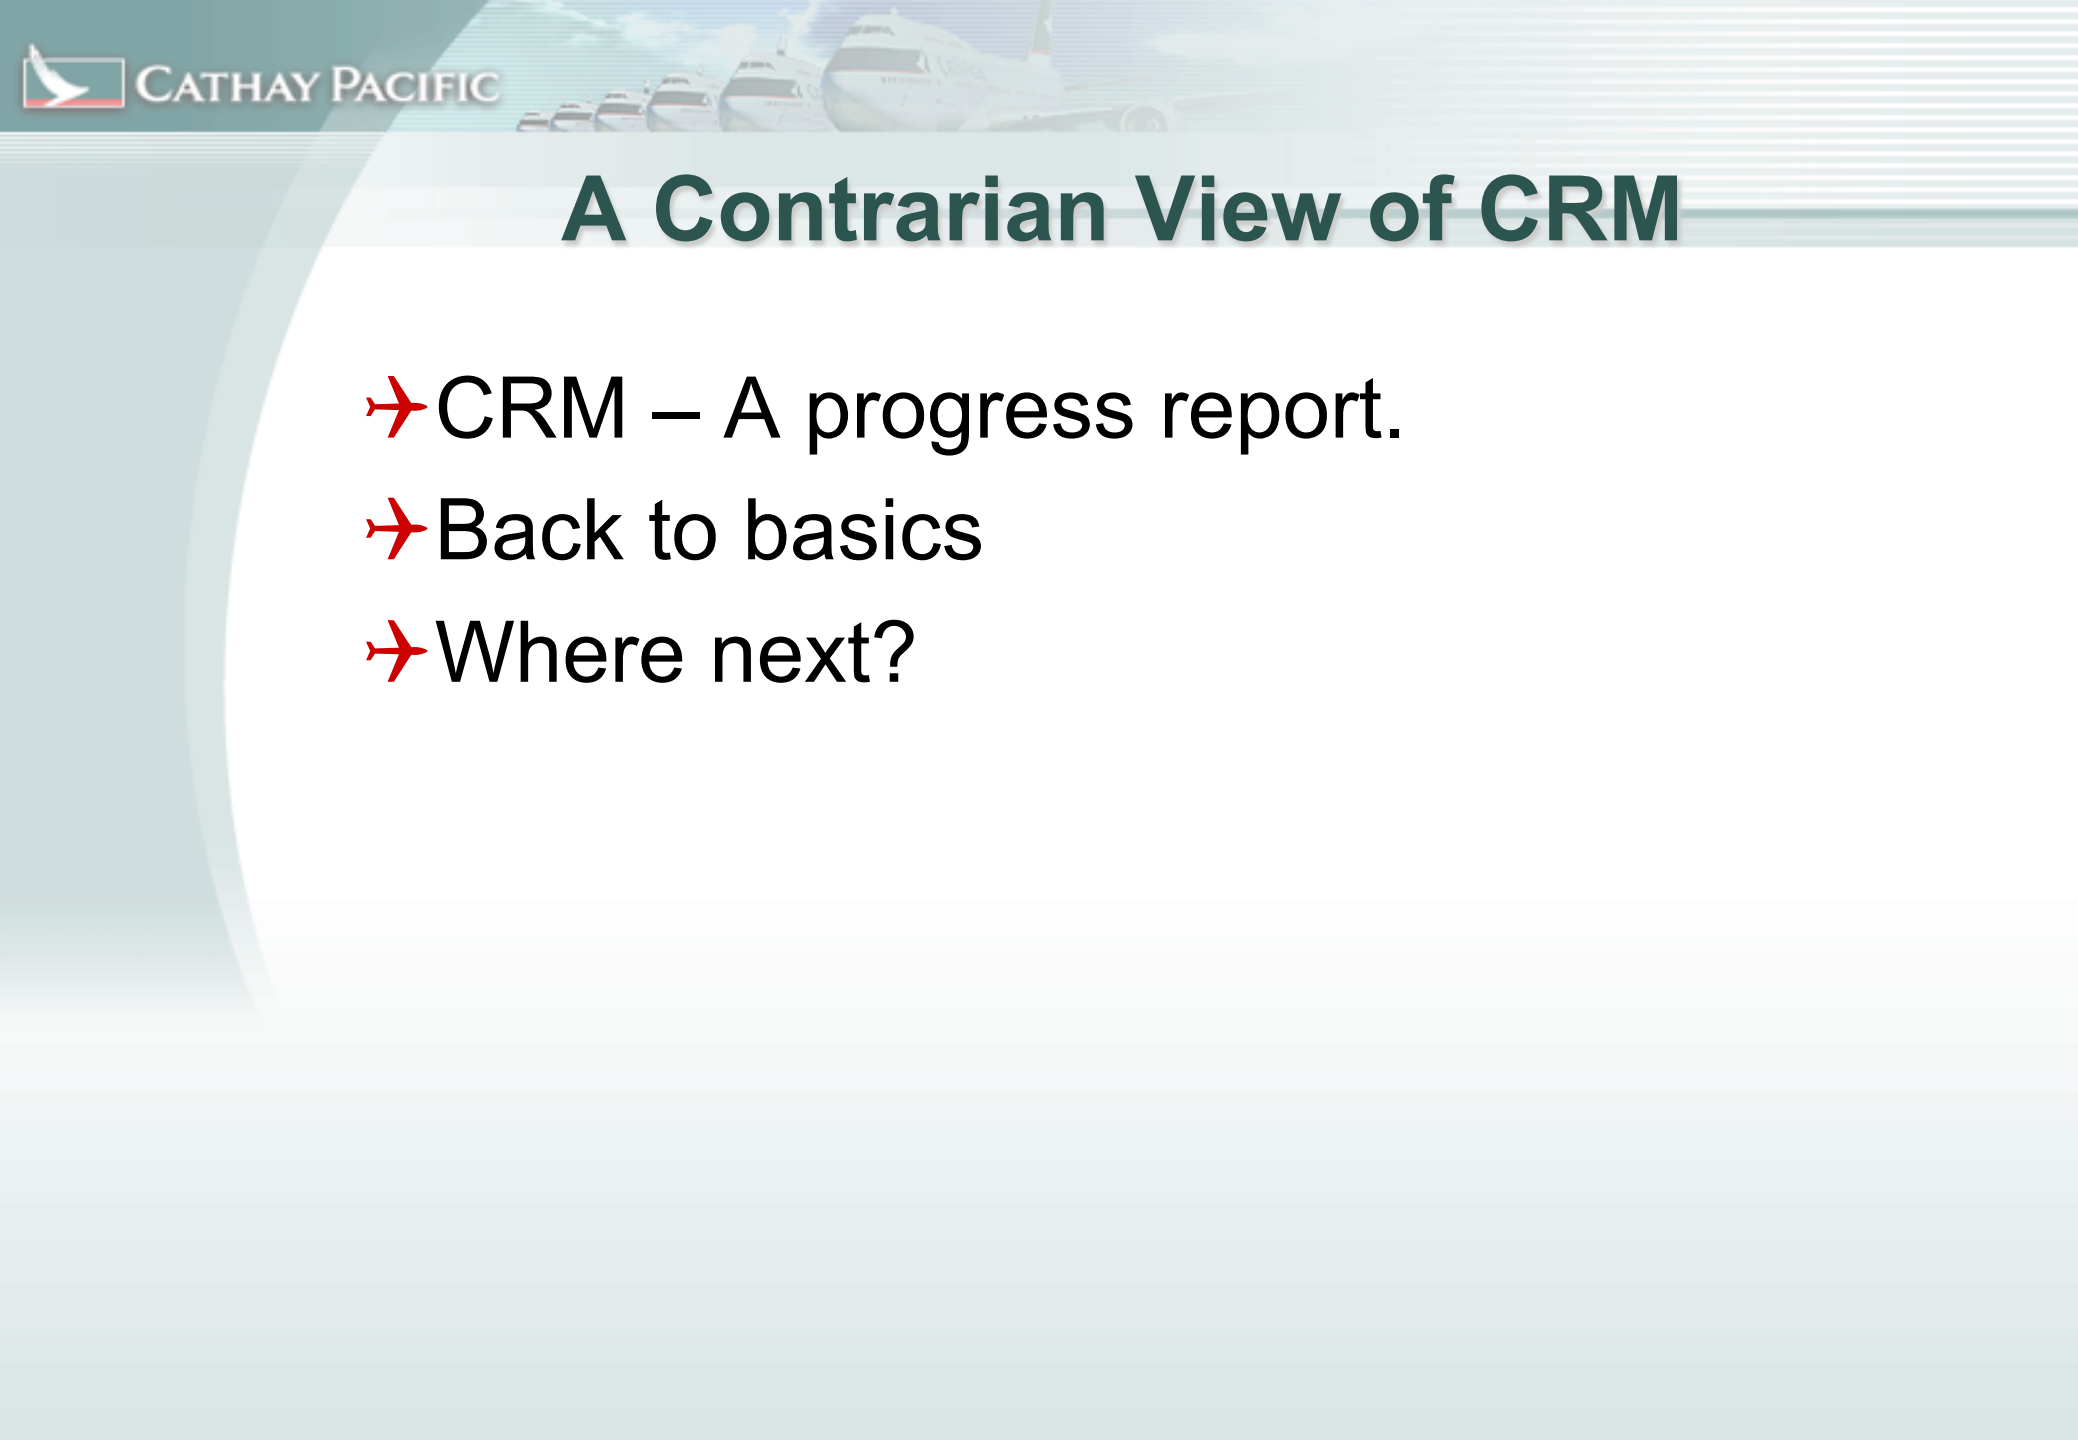 CATHAY PACIFIC
A Contrarian View of CRM
CRM – A progress report.
Back to basics
Where next?